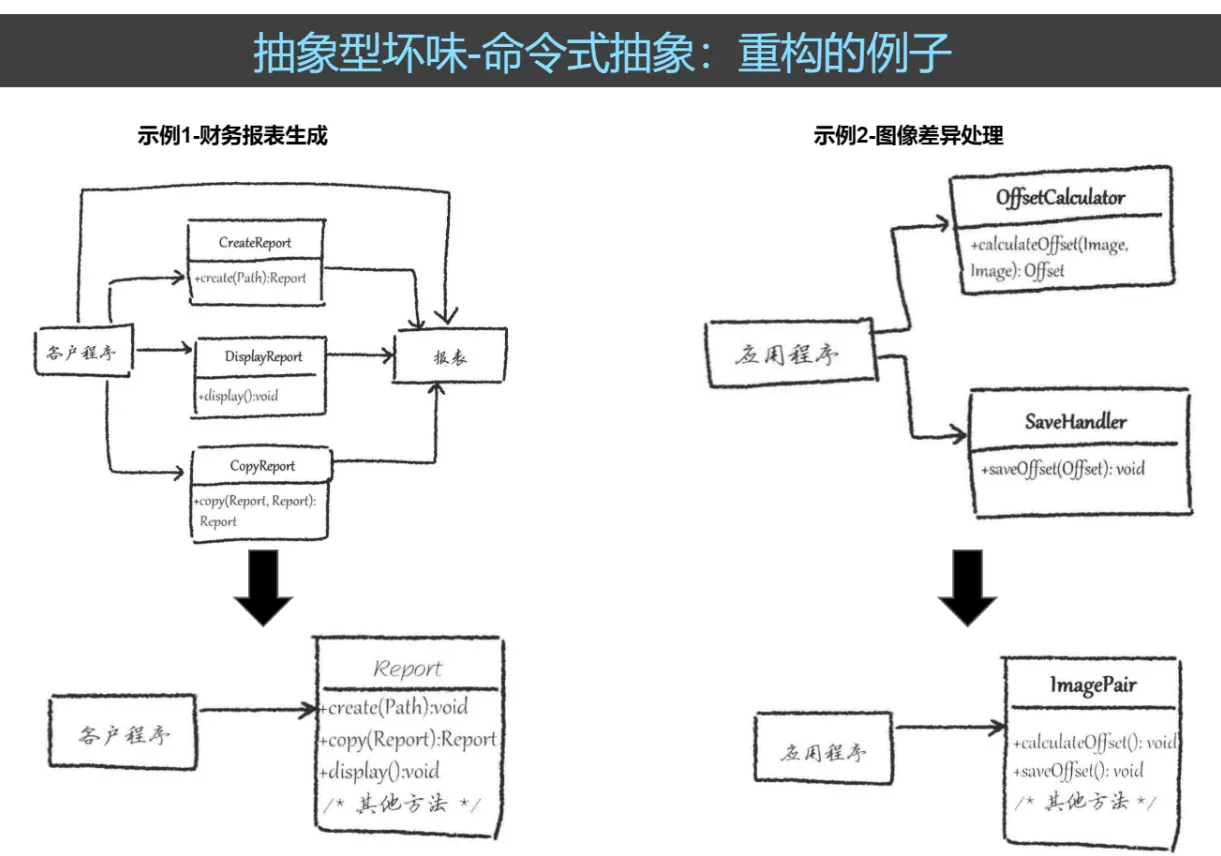 抽象型坏味-命令式抽象：重构的例子
示例1-财务报表生成
CreateReport
+create(Path):Report
客户程序
DisplayReport
+display():void
报表
CopyReport
+copy(Report, Report):
Report
Report
+create(Path):void
+copy(Report):Report
+display():void
/* 其他方法 */
客户程序
示例2-图像差异处理
OffsetCalculator
+calculateOffset(Image,
Image): Offset
应用程序
SaveHandler
+saveOffset(Offset): void
ImagePair
+calculateOffset(): void
+saveOffset(): void
/* 其他方法 */
应用程序